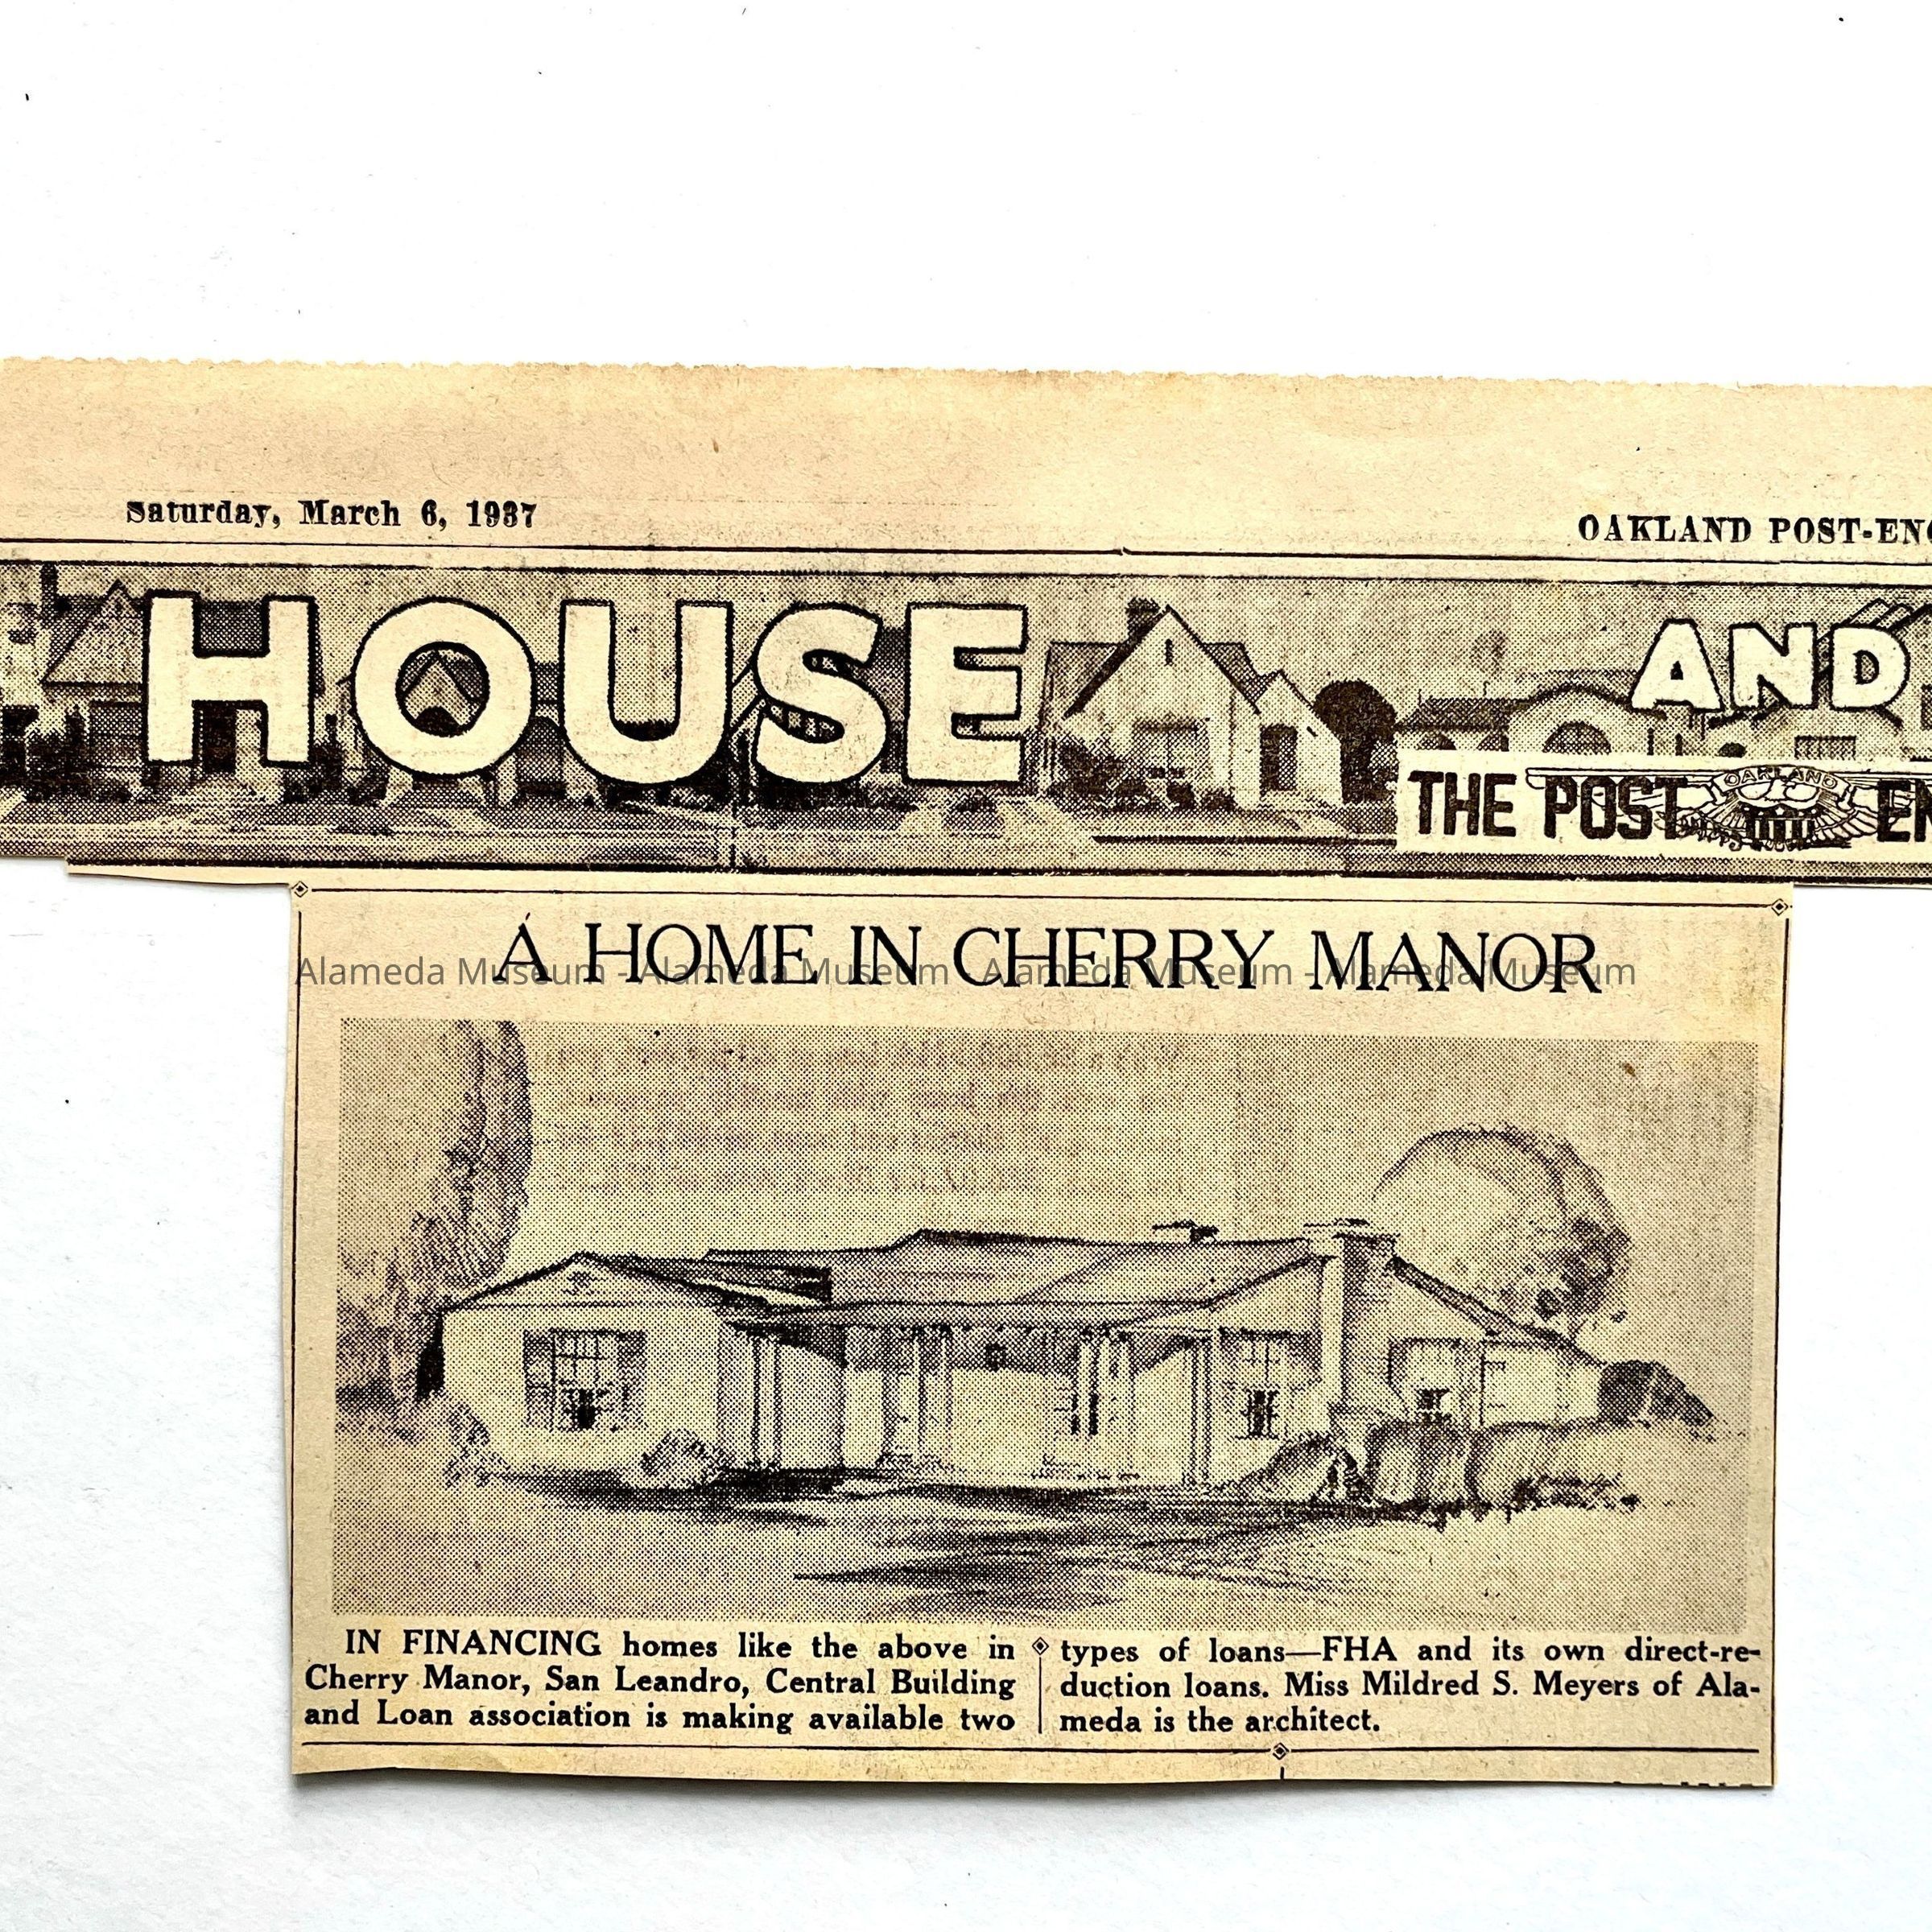 Saturday, March 6, 1937
OAKLAND POST-ENQ
HOUSE AND
THE POST EN
OAKLAND
A HOME IN CHERRY MANOR
Alameda Museum - Alameda Museum - Alameda Museum - Alameda Museum
IN FINANCING homes like the above in
Cherry Manor, San Leandro, Central Building
and Loan association is making available two
types of loans—FHA and its own direct-re-
duction loans. Miss Mildred S. Meyers of Ala-
meda is the architect.